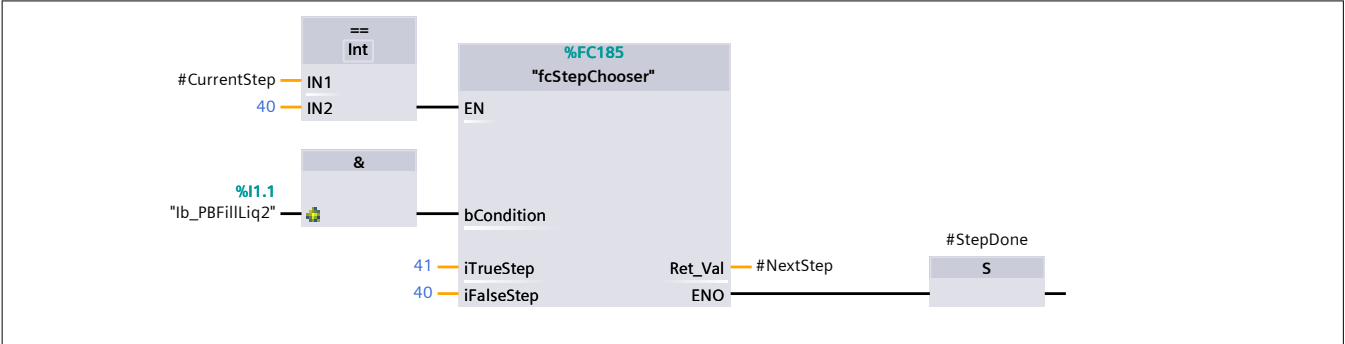 ==
Int
#CurrentStep IN1
40 IN2
%FC185
"fcStepChooser"
EN
&
%I1.1
"Ib_PBFillLiq2"
bCondition
41 iTrueStep Ret_Val #NextStep
40 iFalseStep ENO
#StepDone
S